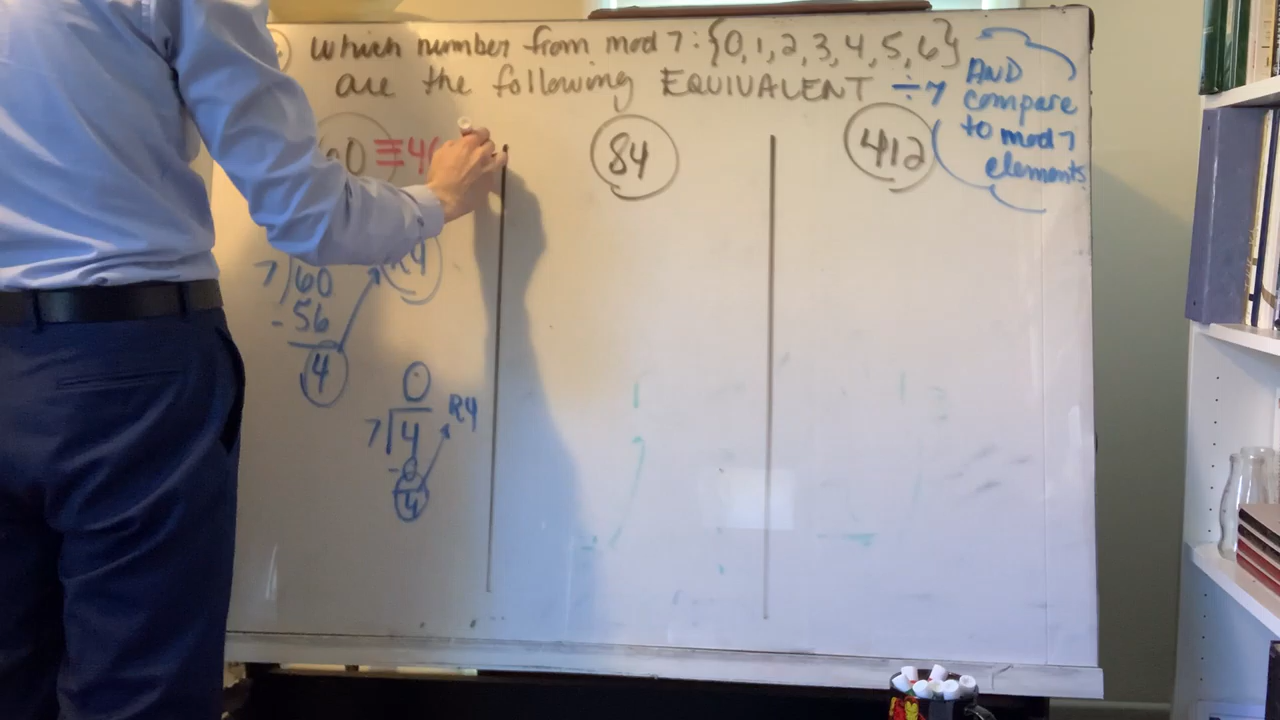 which number from mod 7: {0, 1, 2, 3, 4, 5, 6}
are the following EQUIVALENT
÷7 AND
compare
to mod 7
elements
60 ≡ 4(
7 60
R4
- 56
4
0
7 4 R4
- 0
4
84
412